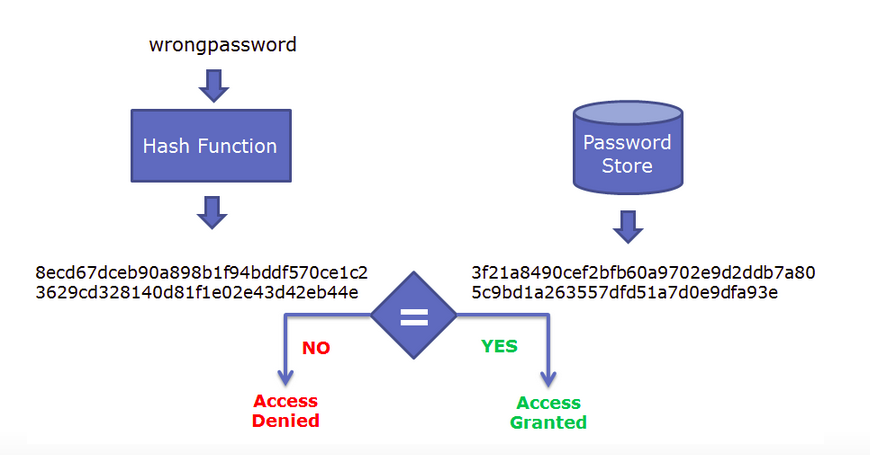 wrongpassword
Hash Function
Password
Store
8ecd67dceb90a898b1f94bddf570ce1c2
3629cd328140d81f1e02e43d42eb44e
3f21a8490cef2bfb60a9702e9d2ddb7a80
5c9bd1a263557dfd51a7d0e9dfa93e
=
NO
YES
Access
Denied
Access
Granted